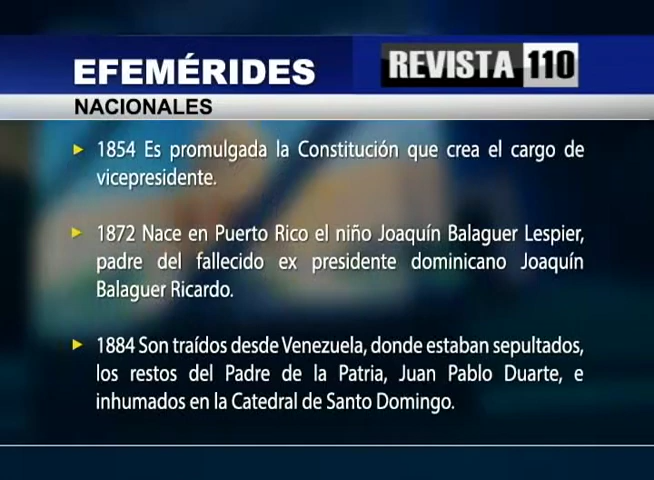 EFEMÉRIDES
REVISTA 110
NACIONALES
1854 Es promulgada la Constitución que crea el cargo de
vicepresidente.
1872 Nace en Puerto Rico el niño Joaquín Balaguer Lespier,
padre del fallecido ex presidente dominicano Joaquín
Balaguer Ricardo.
1884 Son traídos desde Venezuela, donde estaban sepultados,
los restos del Padre de la Patria, Juan Pablo Duarte, e
inhumados en la Catedral de Santo Domingo.